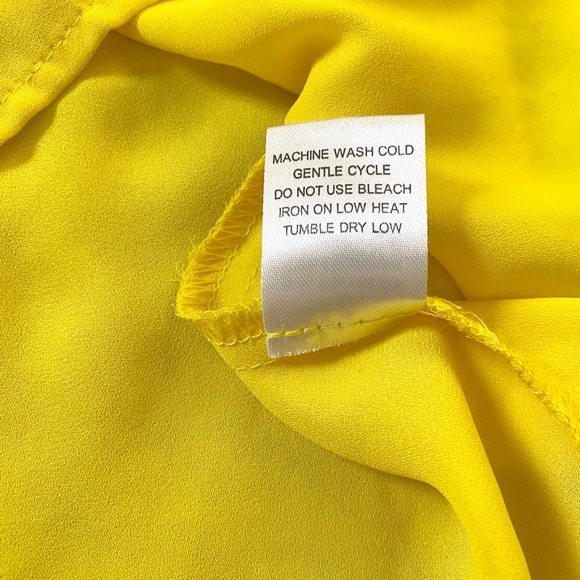 MACHINE WASH COLD
GENTLE CYCLE
DO NOT USE BLEACH
IRON ON LOW HEAT
TUMBLE DRY LOW